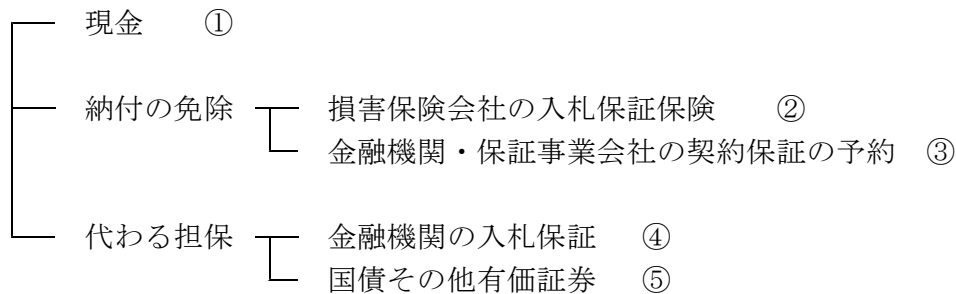 現金 ①
納付の免除 損害保険会社の入札保証保険 ②
金融機関・保証事業会社の契約保証の予約 ③
代わる担保 金融機関の入札保証 ④
国債その他有価証券 ⑤